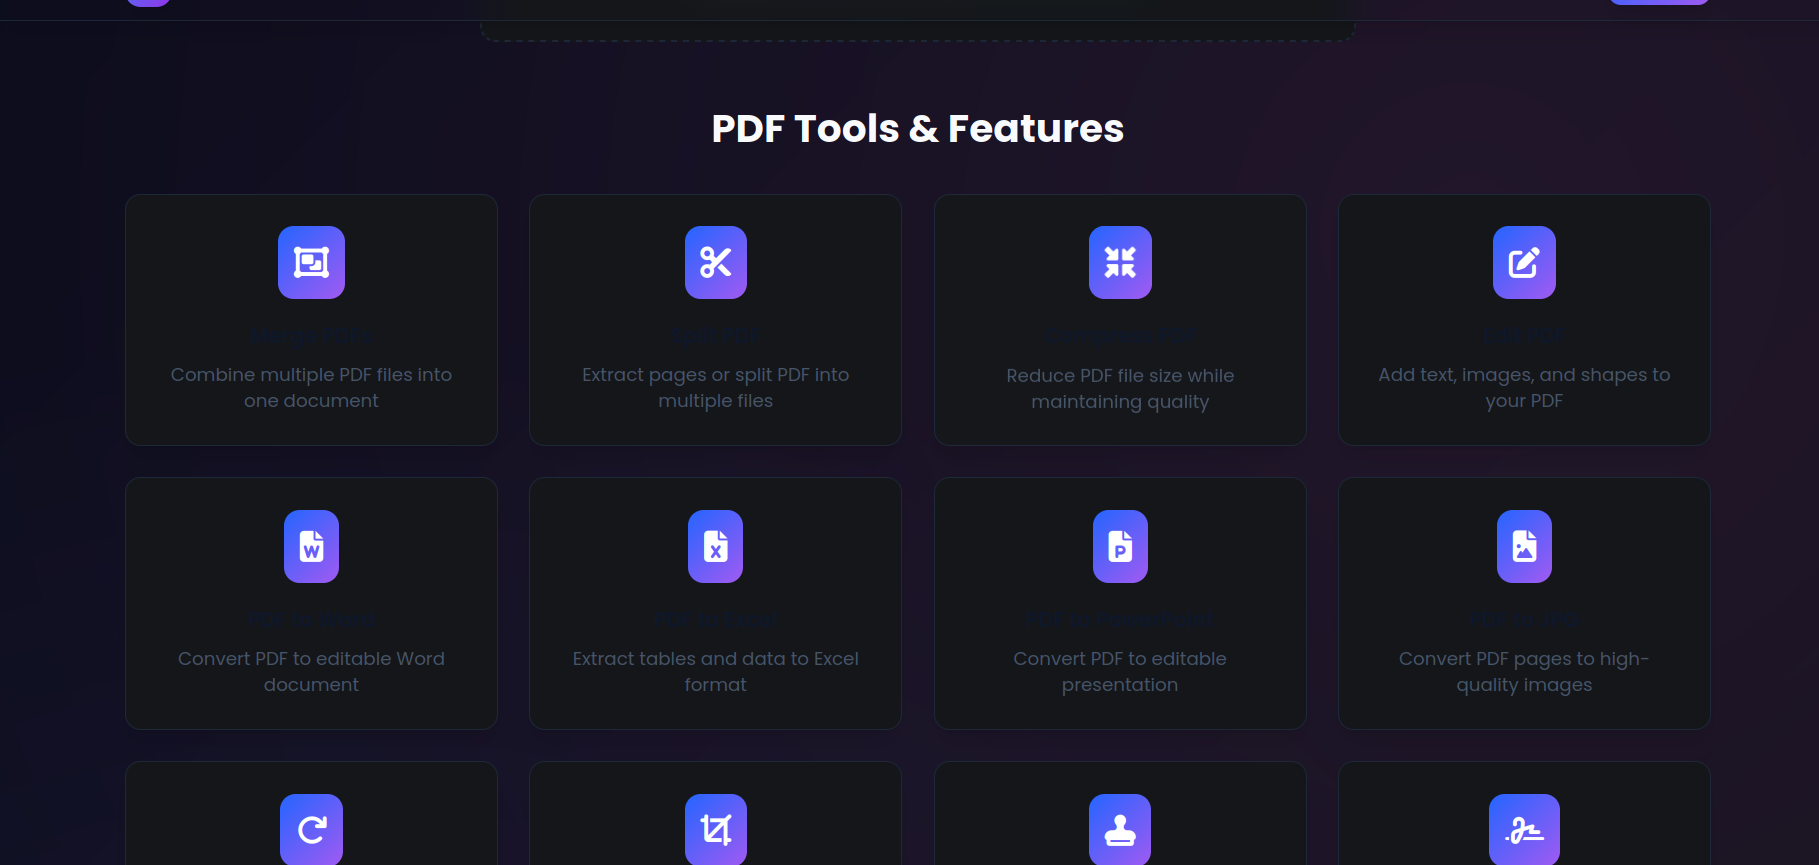 PDF Tools & Features
Merge PDFs
Split PDF
Compress PDF
Edit PDF
Combine multiple PDF files into
one document
Extract pages or split PDF into
multiple files
Reduce PDF file size while
maintaining quality
Add text, images, and shapes to
your PDF
W
X
P
PDF to Word
PDF to Excel
PDF to PowerPoint
PDF to JPG
Convert PDF to editable Word
document
Extract tables and data to Excel
format
Convert PDF to editable
presentation
Convert PDF pages to high-
quality images